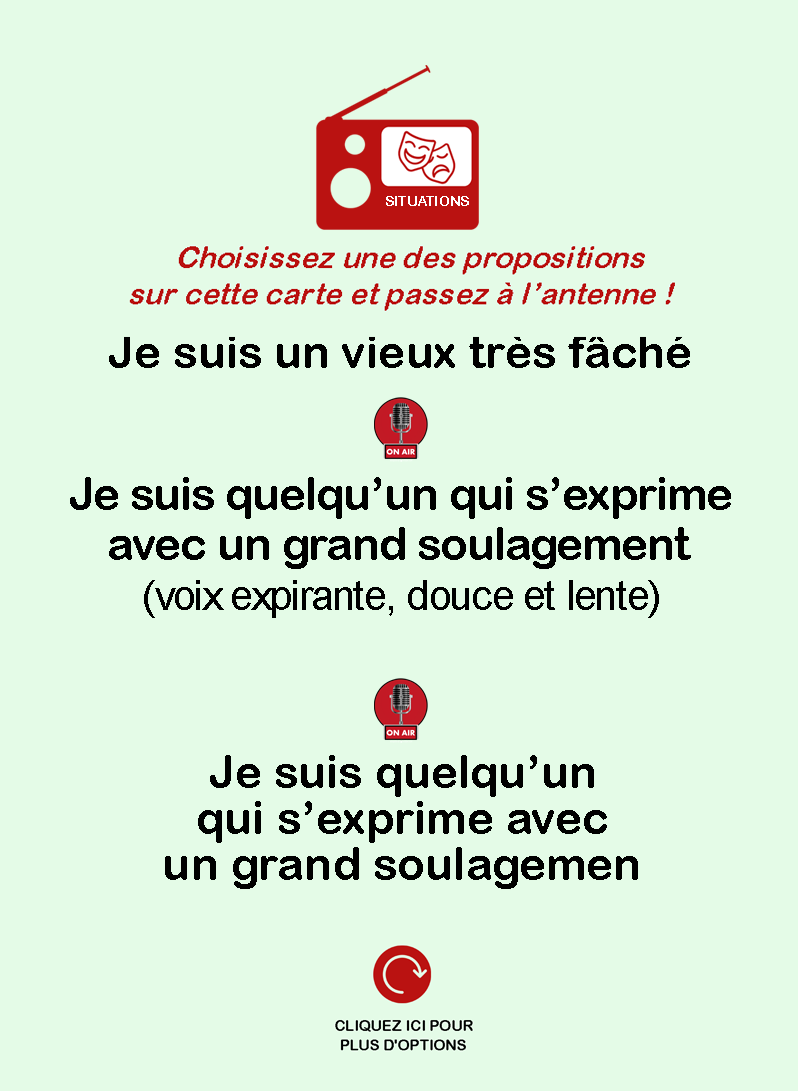 SITUATIONS
Choisissez une des propositions
sur cette carte et passez à l’antenne !
Je suis un vieux très fâché
ON AIR
Je suis quelqu’un qui s’exprime
avec un grand soulagement
(voix expirante, douce et lente)
ON AIR
Je suis quelqu’un
qui s’exprime avec
un grand soulagemen
CLIQUEZ ICI POUR
PLUS D'OPTIONS